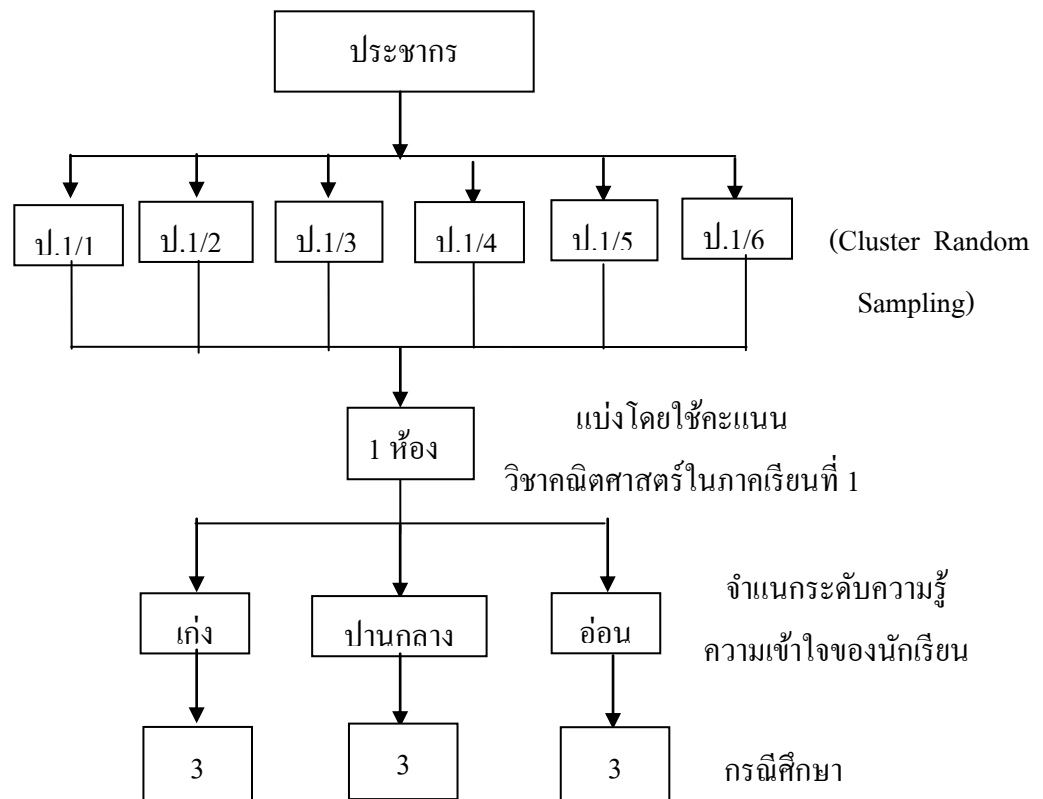 ประชากร
ป.1/1 ป.1/2 ป.1/3 ป.1/4 ป.1/5 ป.1/6
(Cluster Random
Sampling)
1 ห้อง
แบ่งโดยใช้คะแนน
วิชาคณิตศาสตร์ในภาคเรียนที่ 1
เก่ง ปานกลาง อ่อน
จำแนกระดับความรู้
ความเข้าใจของนักเรียน
3 3 3 กรณีศึกษา